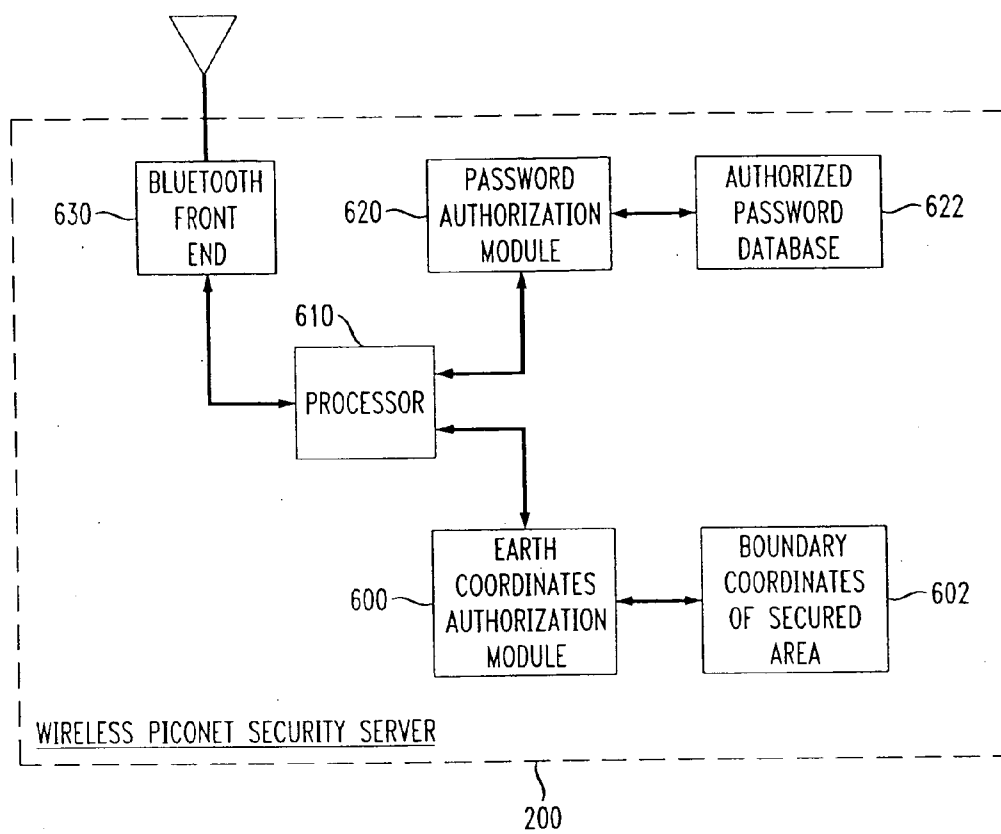 BLUETOOTH
FRONT
END
630
PASSWORD
AUTHORIZATION
MODULE
620
AUTHORIZED
PASSWORD
DATABASE
622
610
PROCESSOR
EARTH
COORDINATES
AUTHORIZATION
MODULE
600
BOUNDARY
COORDINATES
OF SECURED
AREA
602
WIRELESS PICONET SECURITY SERVER
200